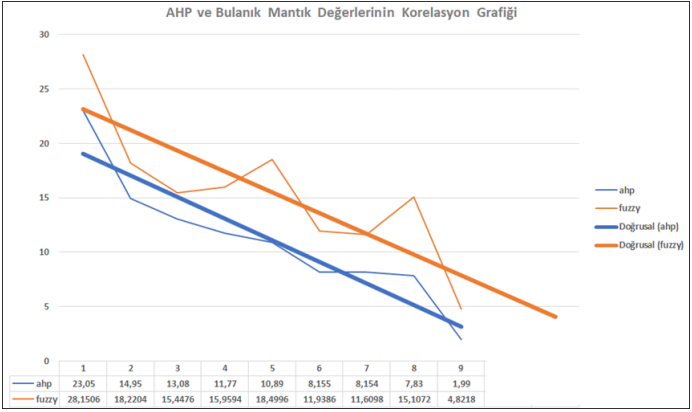 AHP ve Bulanık Mantık Değerlerinin Korelasyon Grafiği
30
25
20
15
10
5
0
ahp
fuzzy
Doğrusal (ahp)
Doğrusal (fuzzy)
1 2 3 4 5 6 7 8 9
ahp 23,05 14,95 13,08 11,77 10,89 8,155 8,154 7,83 1,99
fuzzy 28,1506 18,2204 15,4476 15,9594 18,4996 11,9386 11,6098 15,1072 4,8218